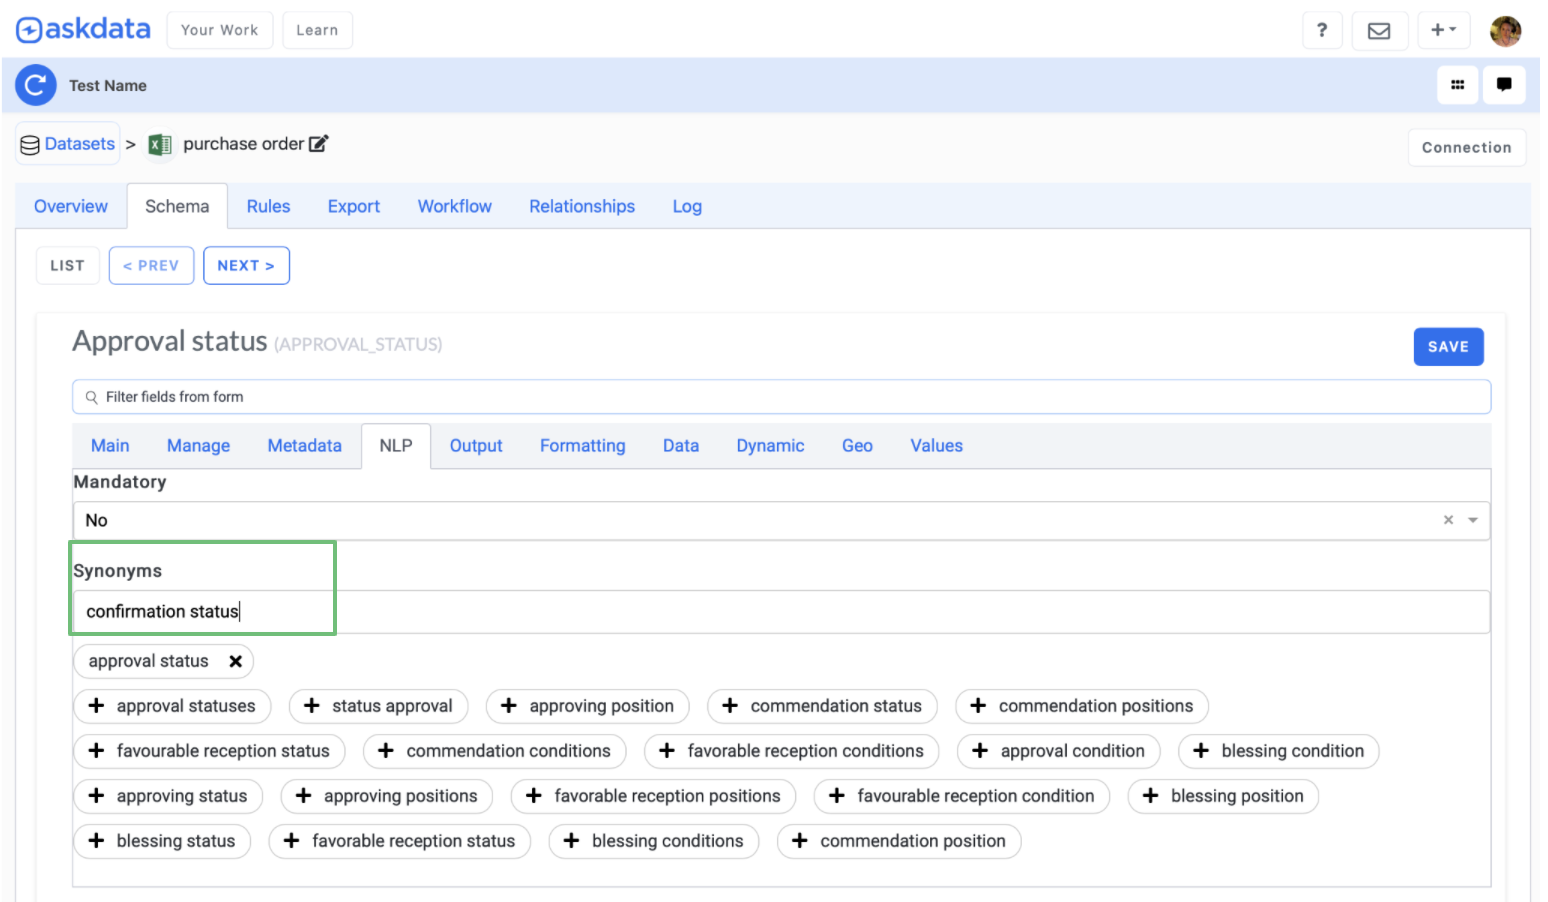 askdata Your Work Learn ?
Test Name
Datasets > purchase order Connection
Overview Schema Rules Export Workflow Relationships Log
LIST < PREV NEXT >
Approval status (APPROVAL_STATUS) SAVE
Filter fields from form
Main Manage Metadata NLP Output Formatting Data Dynamic Geo Values
Mandatory
No
Synonyms
confirmation status
approval status
approval statuses status approval approving position commendation status commendation positions
favourable reception status commendation conditions favorable reception conditions approval condition blessing condition
approving status approving positions favorable reception positions favourable reception condition blessing position
blessing status favorable reception status blessing conditions commendation position